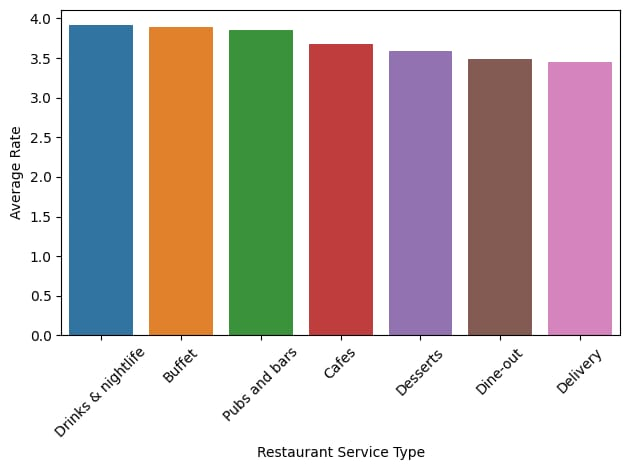 4.0
3.5
3.0
2.5
2.0
1.5
1.0
0.5
0.0
Average Rate
Drinks & nightlife
Buffet
Pubs and bars
Cafes
Desserts
Dine-out
Delivery
Restaurant Service Type